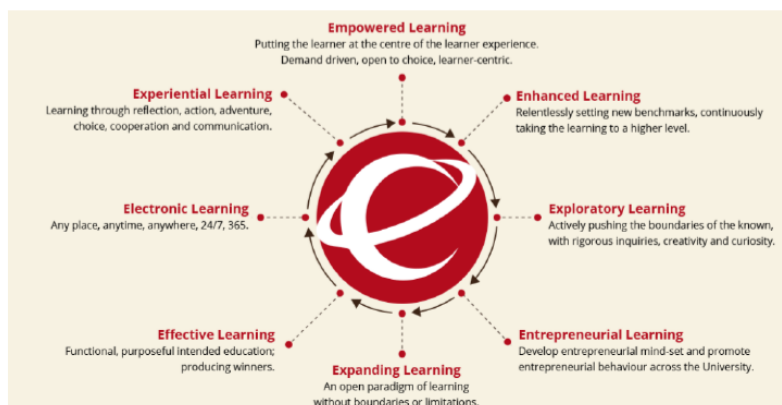 Empowered Learning
Putting the learner at the centre of the learner experience.
Demand driven, open to choice, learner-centric.
Experiential Learning
Learning through reflection, action, adventure,
choice, cooperation and communication.
Enhanced Learning
Relentlessly setting new benchmarks, continuously
taking the learning to a higher level.
Electronic Learning
Any place, anytime, anywhere, 24/7, 365.
Exploratory Learning
Actively pushing the boundaries of the known,
with rigorous inquiries, creativity and curiosity.
Effective Learning
Functional, purposeful intended education;
producing winners.
Entrepreneurial Learning
Develop entrepreneurial mind-set and promote
entrepreneurial behaviour across the University.
Expanding Learning
An open paradigm of learning
without boundaries or limitations.